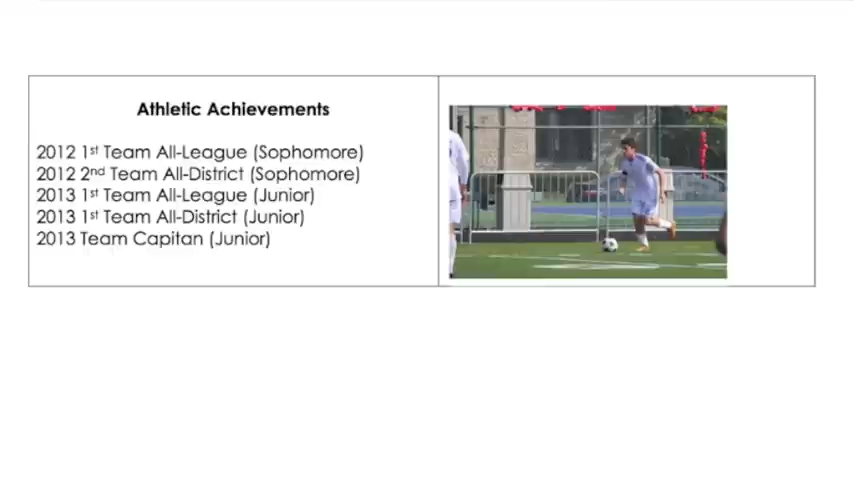 Athletic Achievements
2012 1st Team All-League (Sophomore)
2012 2nd Team All-District (Sophomore)
2013 1st Team All-League (Junior)
2013 1st Team All-District (Junior)
2013 Team Capitan (Junior)